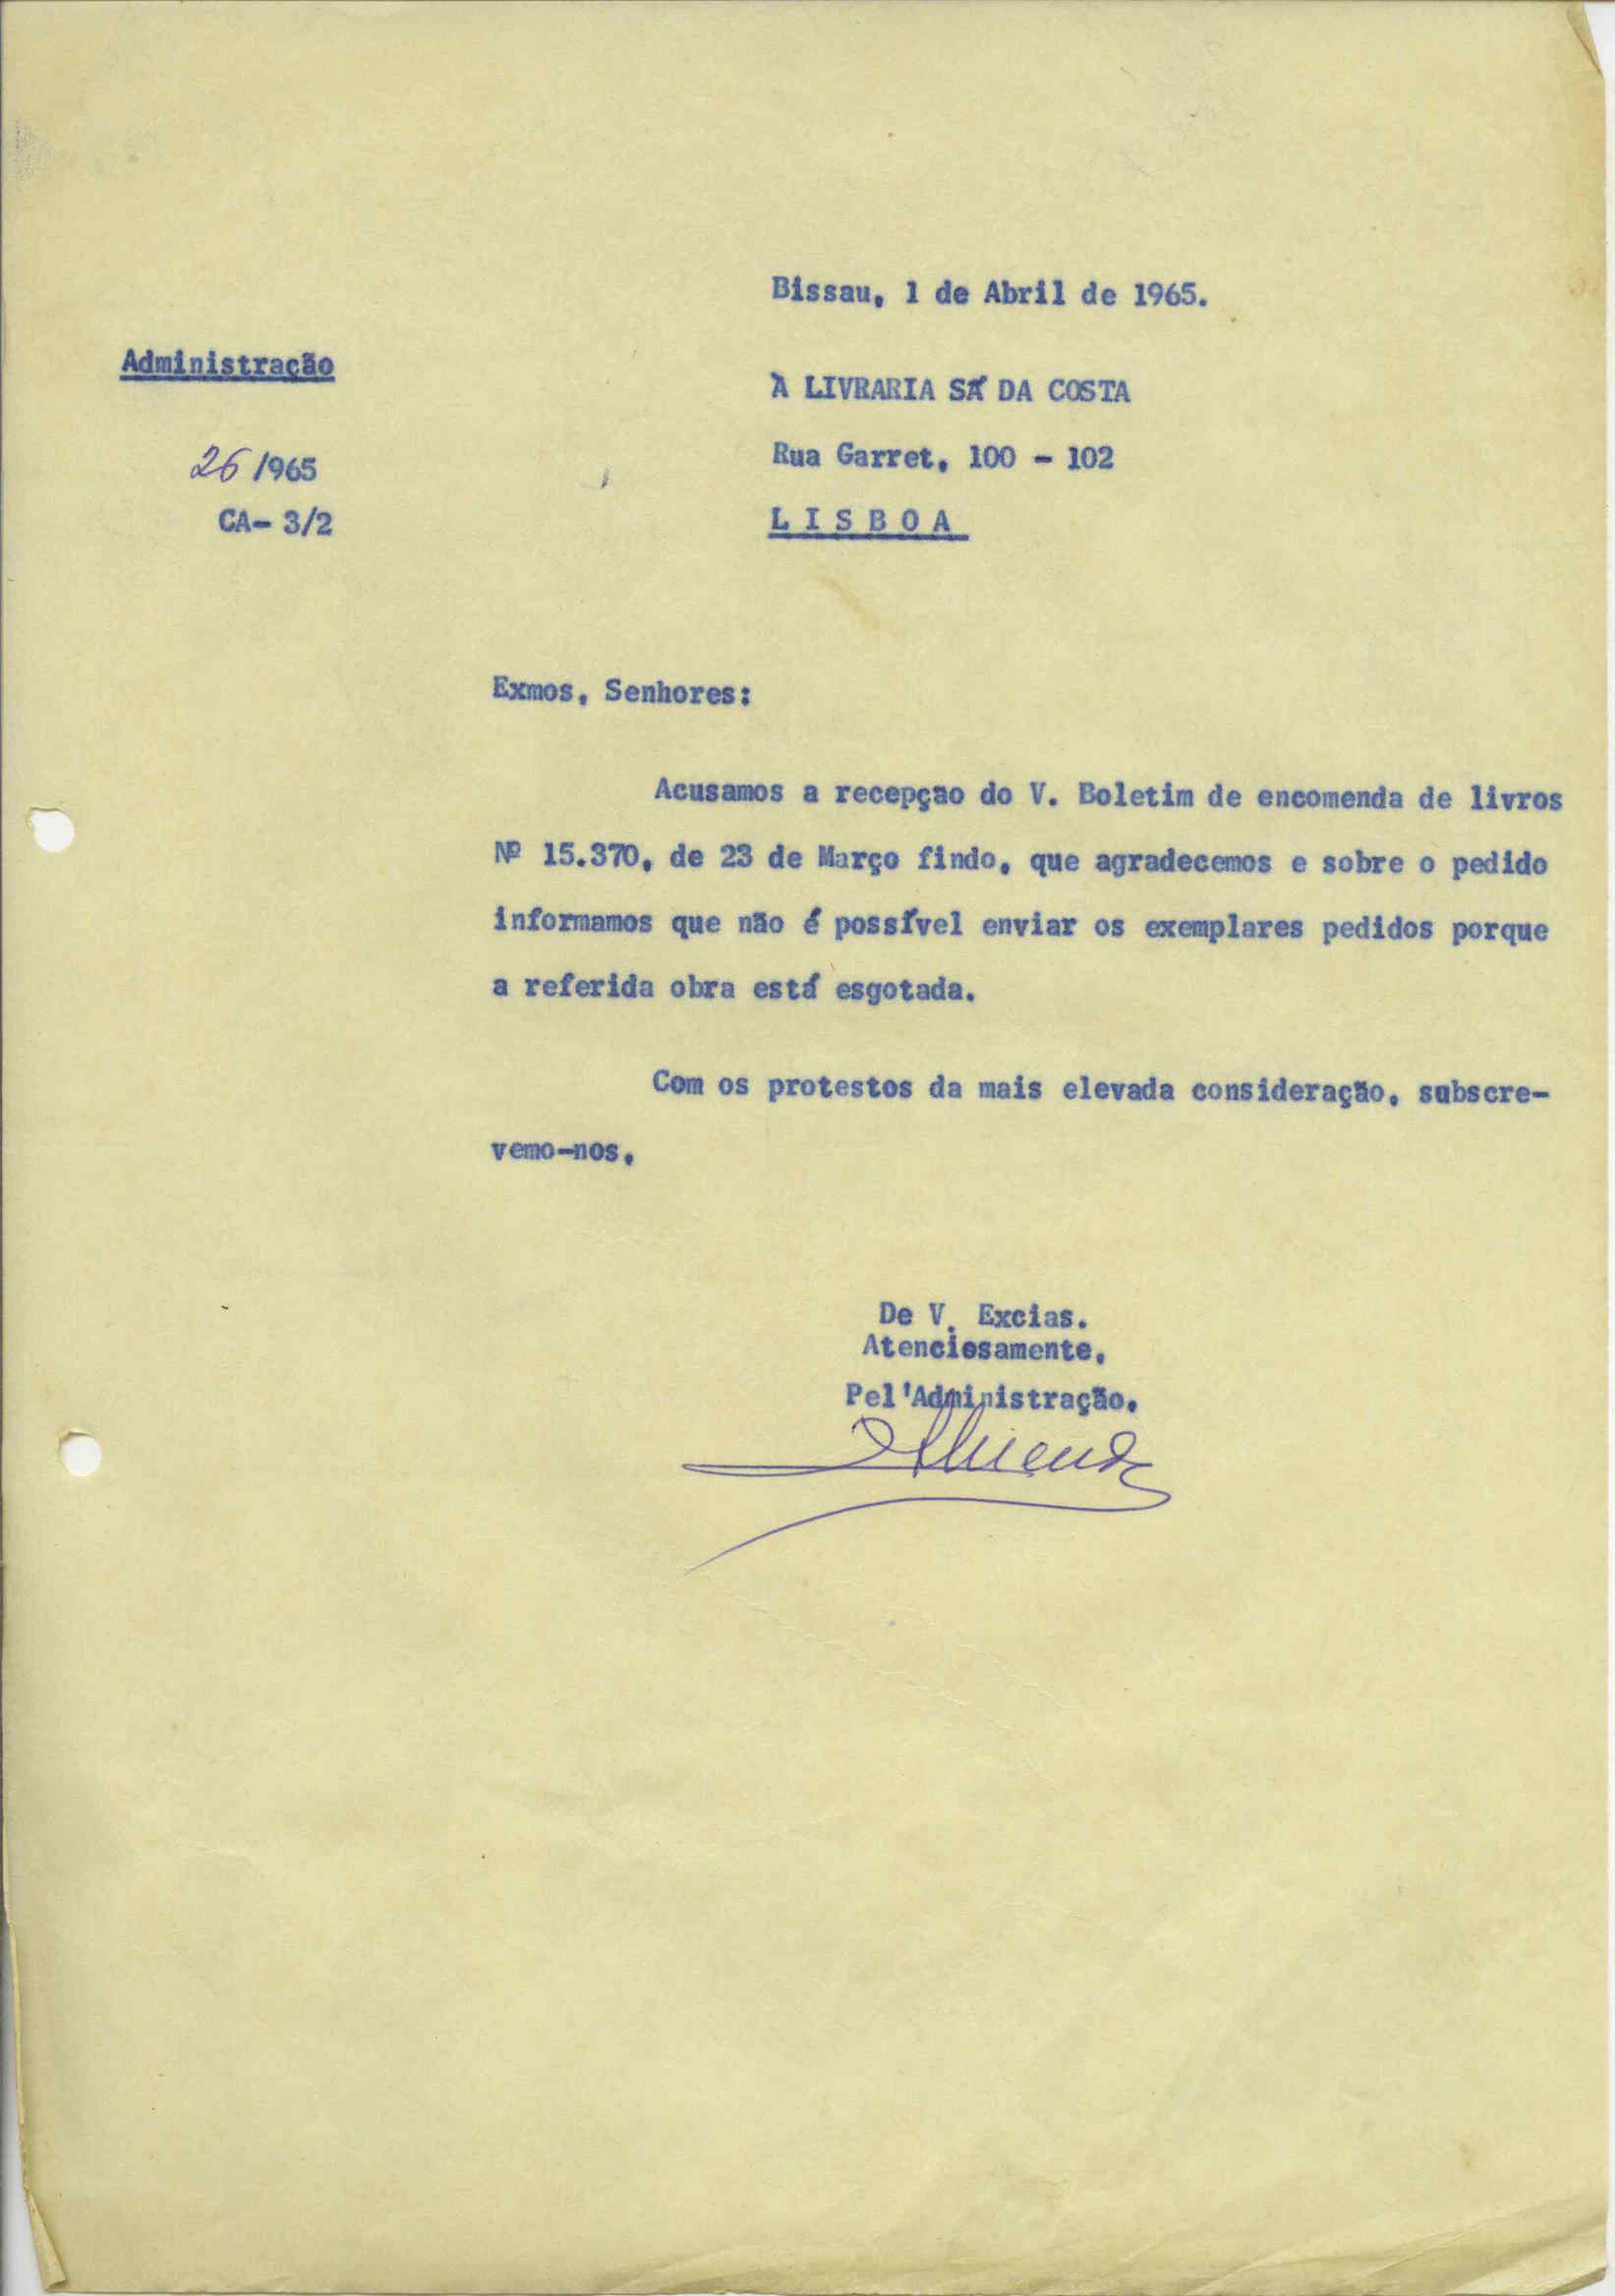 Bissau, 1 de Abril de 1965.
Administração
À LIVRARIA SÁ DA COSTA
26/965
Rua Garret, 100 - 102
CA- 3/2
LISBOA
Exmos, Senhores:
Acusamos a recepçao do V. Boletim de encomenda de livros
Nº 15.370, de 23 de Março findo, que agradecemos e sobre o pedido
informamos que não é possível enviar os exemplares pedidos porque
a referida obra está esgotada.
Com os protestos da mais elevada consideração, subscre-
vemo-nos,
De V. Excias.
Atenciosamente,
Pel'Administração,